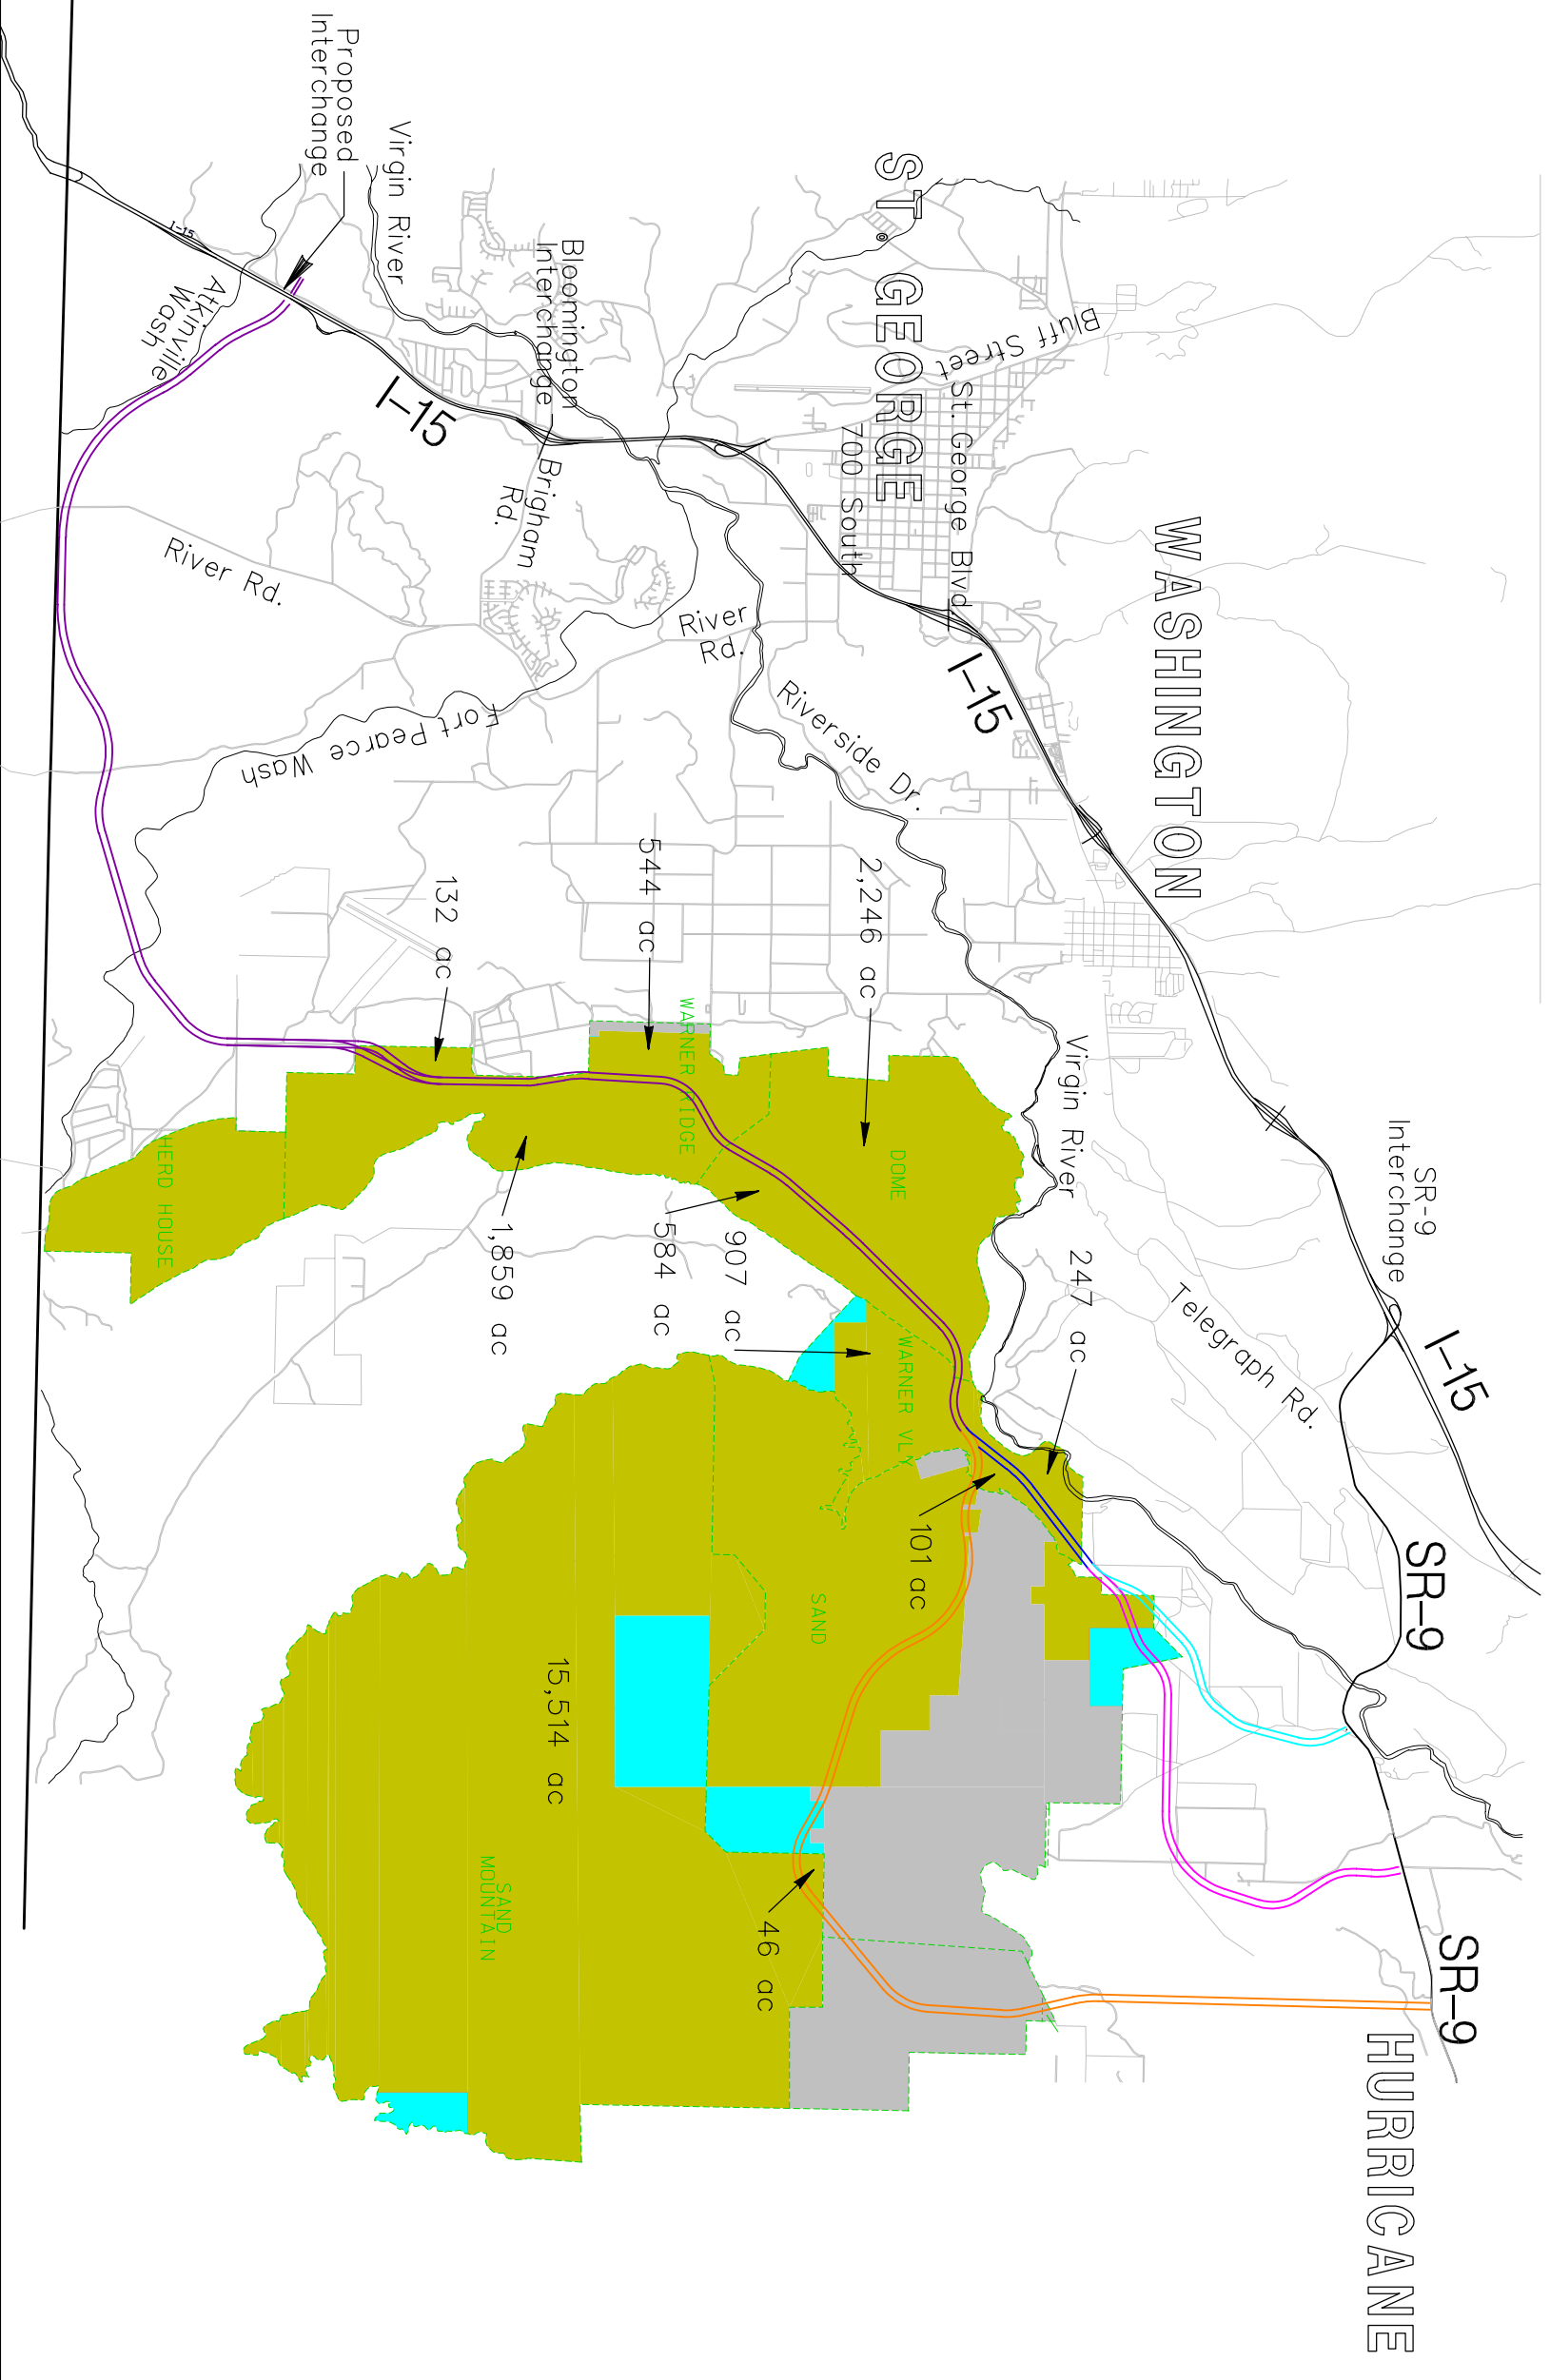 Proposed
Interchange
Virgin River
I-15
Atkinville
Wash
Bloomington
Interchange
Brigham
Rd.
I-15
ST. GEORGE
Bluff Street
St. George Blvd
700 South
WASHINGTON
River Rd.
River
Rd.
Riverside Dr.
Fort Pearce Wash
I-15
132 ac
544 ac
2,246 ac
WARNER RIDGE
DOME
HERD HOUSE
Virgin River
1,859 ac
584 ac
907 ac
WARNER VLY
247 ac
101 ac
SR-9
Interchange
Telegraph Rd.
I-15
SR-9
SAND
15,514 ac
SAND
MOUNTAIN
46 ac
SR-9
HURRICANE